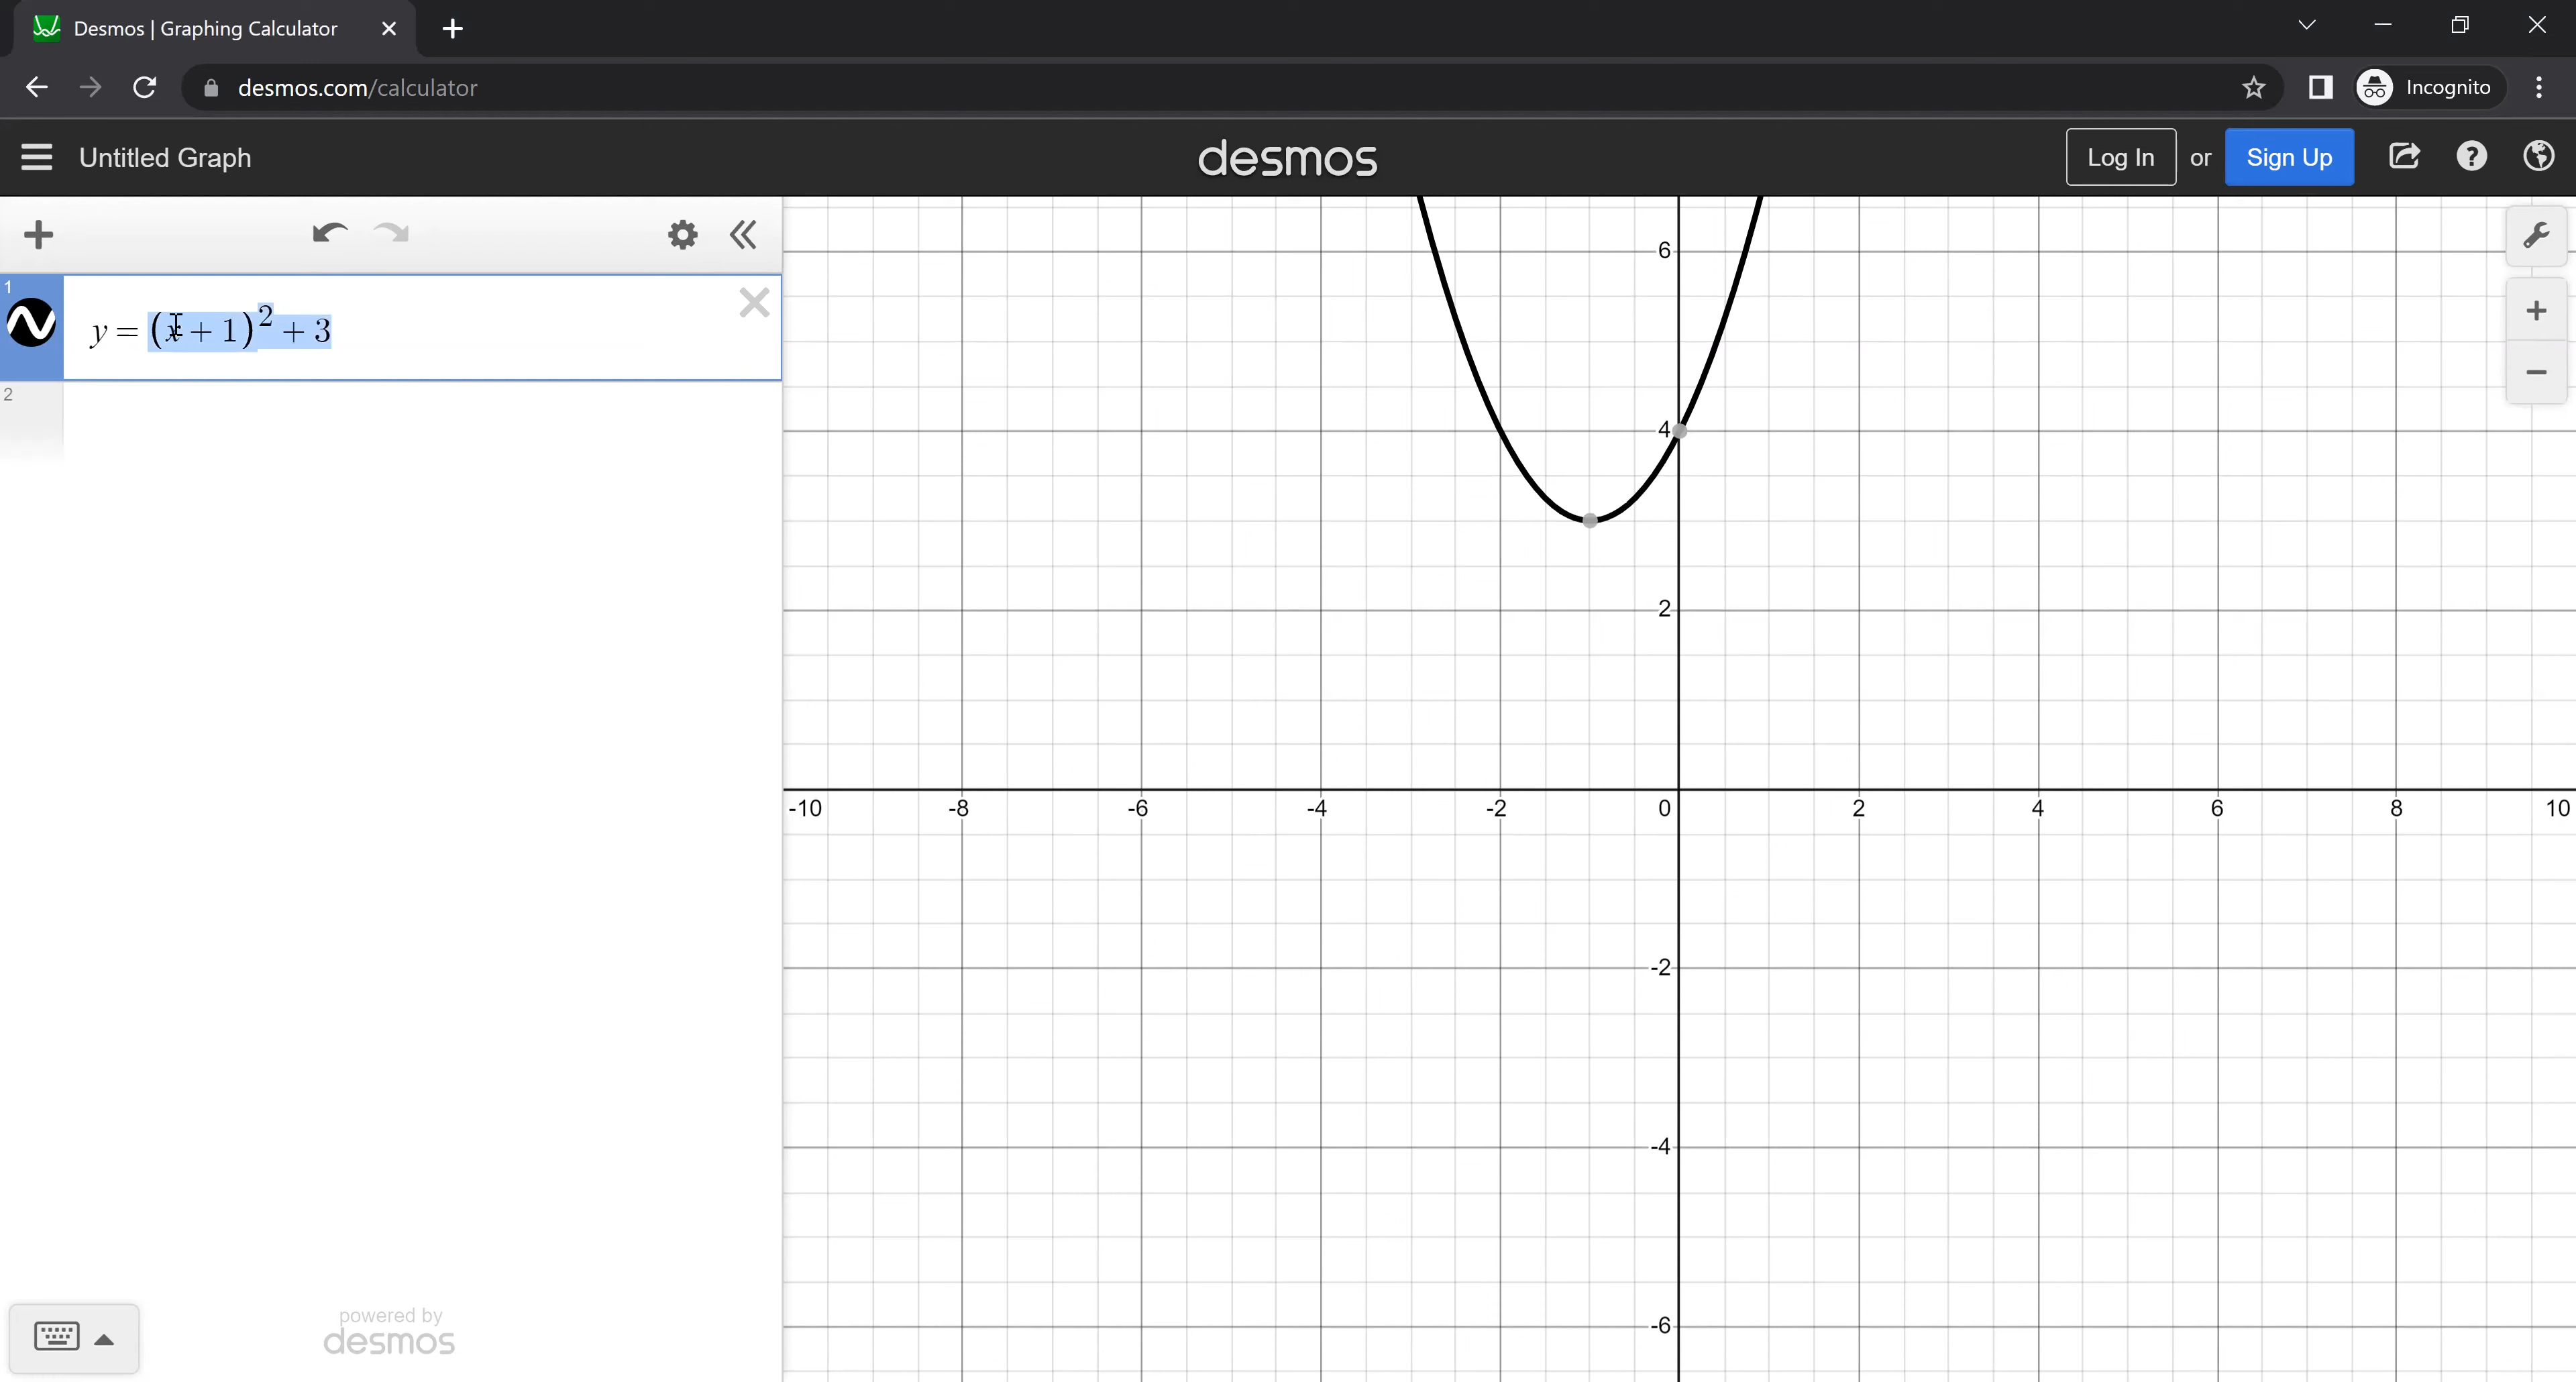 Desmos | Graphing Calculator
desmos.com/calculator
Incognito
Untitled Graph
desmos
Log In or Sign Up
1
y = (x + 1)² + 3
2
6
4
2
-10 -8 -6 -4 -2 0 2 4 6 8 10
-2
-4
-6
powered by
desmos